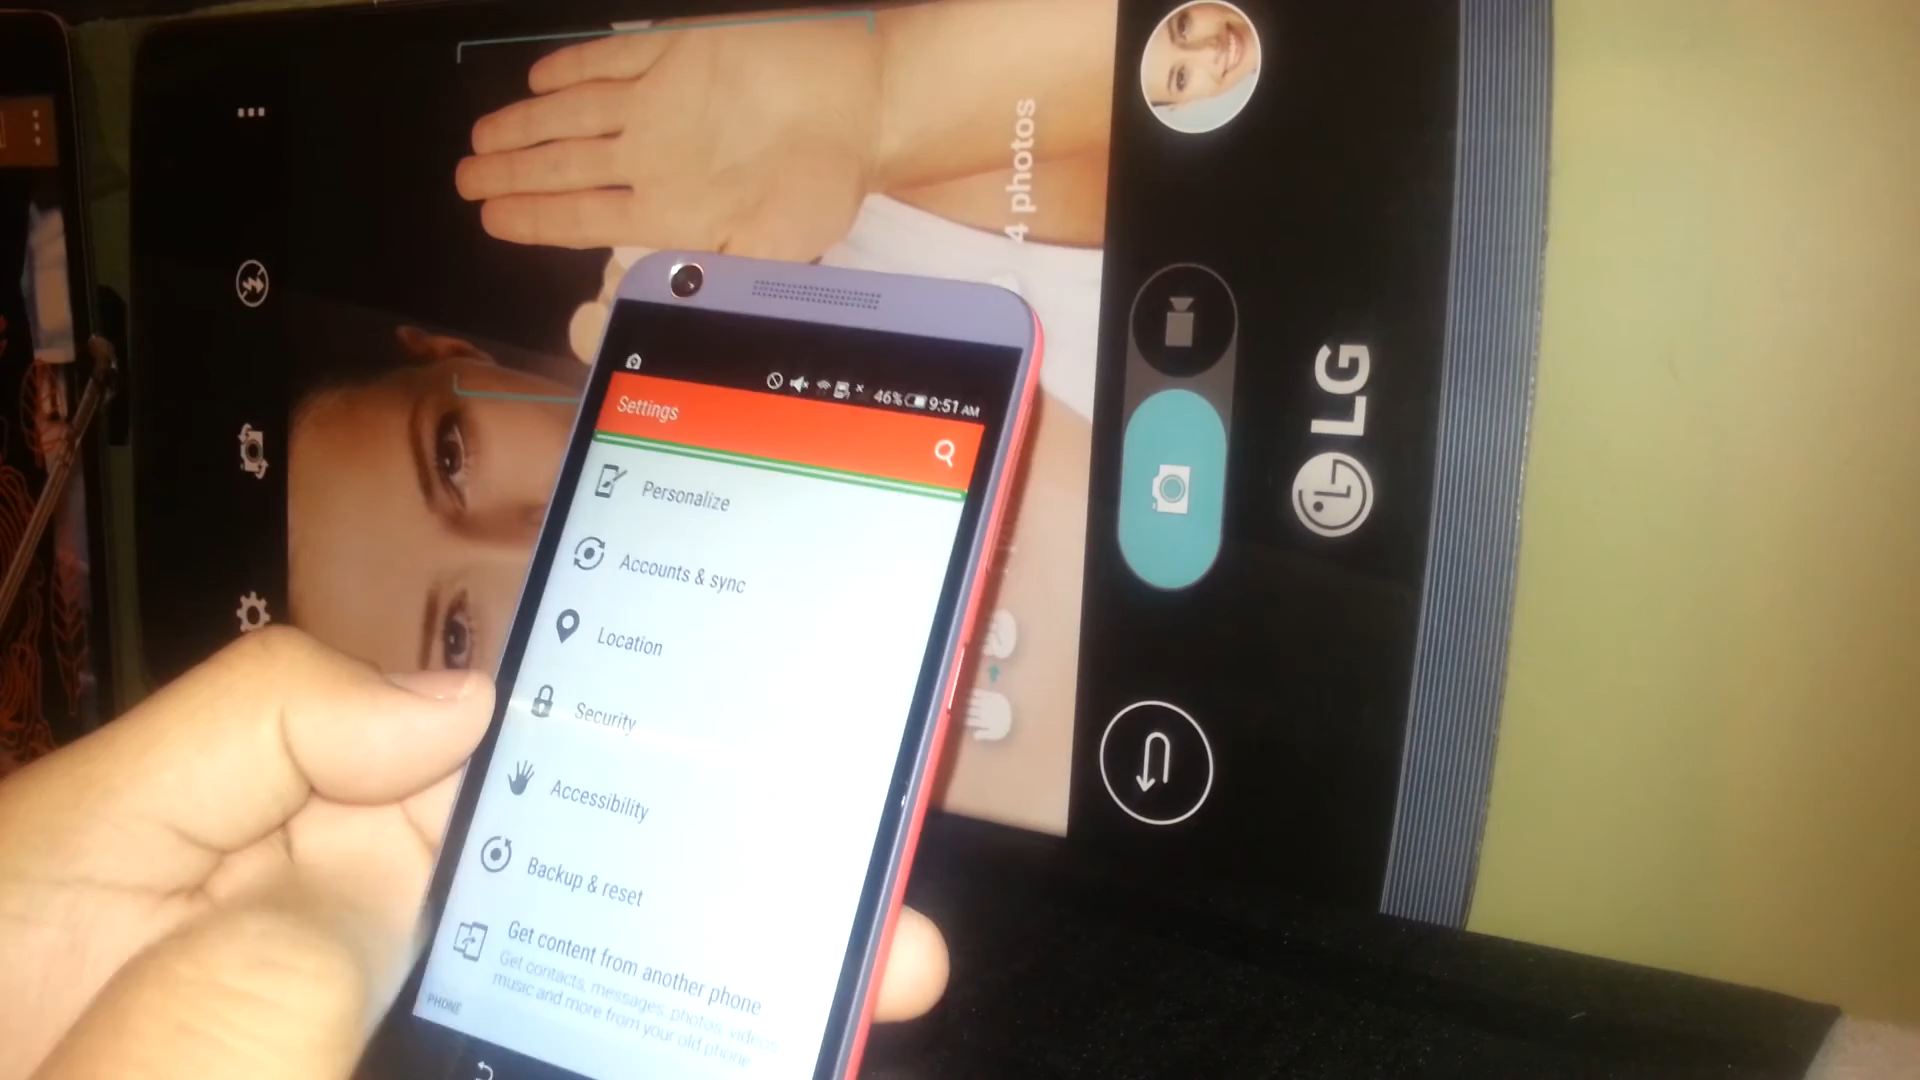 46% 9:51 AM
Settings
Personalize
Accounts & sync
Location
Security
Accessibility
Backup & reset
Get content from another phone
Get contacts, messages, photos, videos,
music and more from your old phone
PHONE
4 photos
LG